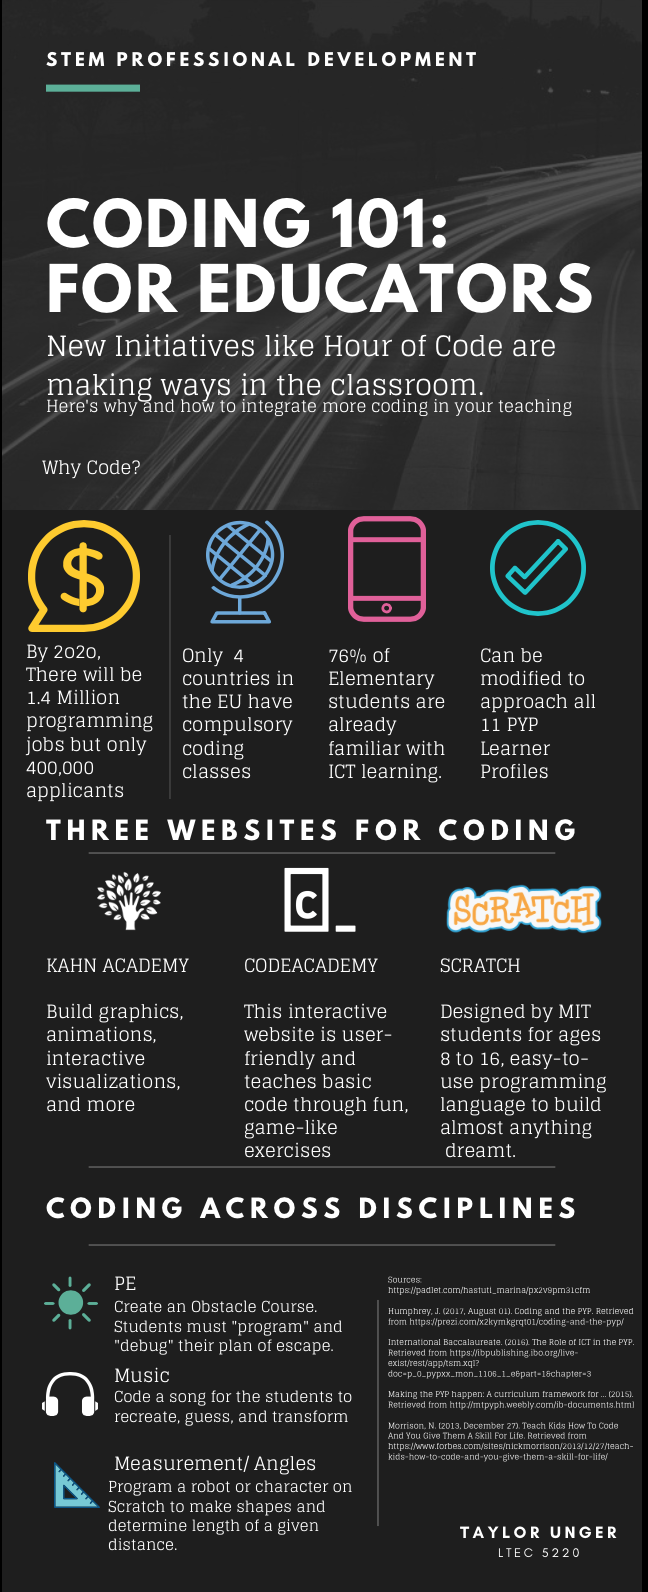 STEM PROFESSIONAL DEVELOPMENT
CODING 101:
FOR EDUCATORS
New Initiatives like Hour of Code are
making ways in the classroom.
Here's why and how to integrate more coding in your teaching
Why Code?
By 2020,
There will be
1.4 Million
programming
jobs but only
400,000
applicants
Only 4
countries in
the EU have
compulsory
coding
classes
76% of
Elementary
students are
already
familiar with
ICT learning.
Can be
modified to
approach all
11 PYP
Learner
Profiles
THREE WEBSITES FOR CODING
C
SCRATCH
KAHN ACADEMY
Build graphics,
animations,
interactive
visualizations,
and more
CODEACADEMY
This interactive
website is user-
friendly and
teaches basic
code through fun,
game-like
exercises
SCRATCH
Designed by MIT
students for ages
8 to 16, easy-to-
use programming
language to build
almost anything
dreamt.
CODING ACROSS DISCIPLINES
PE
Create an Obstacle Course.
Students must "program" and
"debug" their plan of escape.
Music
Code a song for the students to
recreate, guess, and transform
Measurement/ Angles
Program a robot or character on
Scratch to make shapes and
determine length of a given
distance.
Sources:
https://padlet.com/hastuti_marina/px2v9pm31cfm
Humphrey, J. (2017, August 01). Coding and the PYP. Retrieved
from https://prezi.com/x2kymkgrqt01/coding-and-the-pyp/
International Baccalaureate. (2016). The Role of ICT in the PYP.
Retrieved from https://ibpublishing.ibo.org/live-
exist/rest/app/tsm.xql?
doc=p_0_pypxx_mon_1106_1_e&part=1&chapter=3
Making the PYP happen: A curriculum framework for ... (2015).
Retrieved from http://mtpyph.weebly.com/ib-documents.html
Morrison, N. (2013, December 27). Teach Kids How To Code
And You Give Them A Skill For Life. Retrieved from
https://www.forbes.com/sites/nickmorrison/2013/12/27/teach-
kids-how-to-code-and-you-give-them-a-skill-for-life/
TAYLOR UNGER
LTEC 5220